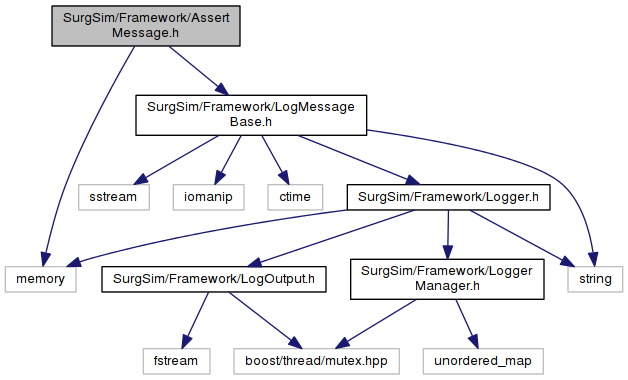 SurgSim/Framework/Assert
Message.h
SurgSim/Framework/LogMessage
Base.h
sstream
iomanip
ctime
SurgSim/Framework/Logger.h
memory
SurgSim/Framework/LogOutput.h
SurgSim/Framework/Logger
Manager.h
string
fstream
boost/thread/mutex.hpp
unordered_map